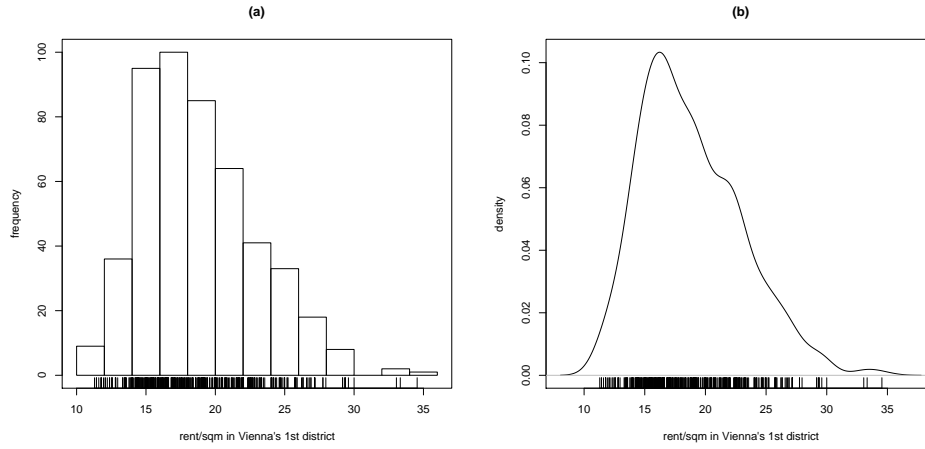 (a)
frequency
0
20
40
60
80
100
10 15 20 25 30 35
rent/sqm in Vienna's 1st district
(b)
density
0.00
0.02
0.04
0.06
0.08
0.10
10 15 20 25 30 35
rent/sqm in Vienna's 1st district